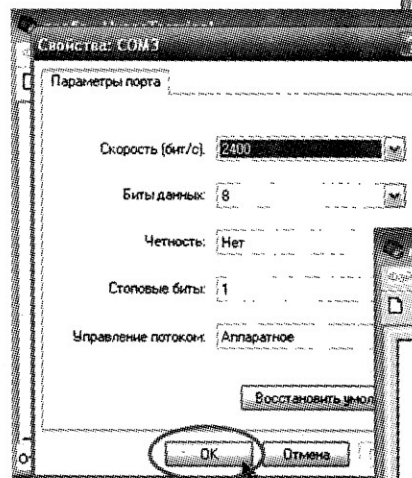 Свойства: COM3
Параметры порта
Скорость (бит/с): 2400
Биты данных: 8
Четность: Нет
Стоповые биты: 1
Управление потоком: Аппаратное
Восстановить умол
OK Отмена